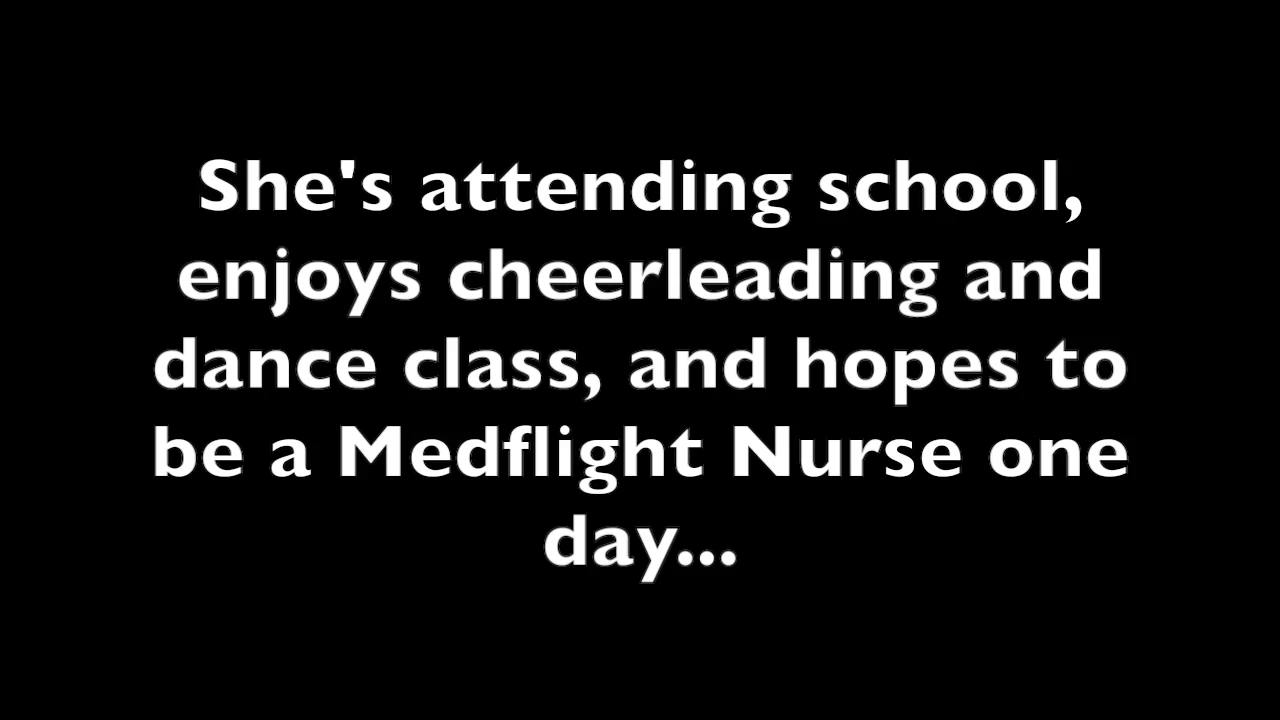 She's attending school,
enjoys cheerleading and
dance class, and hopes to
be a Medflight Nurse one
day...